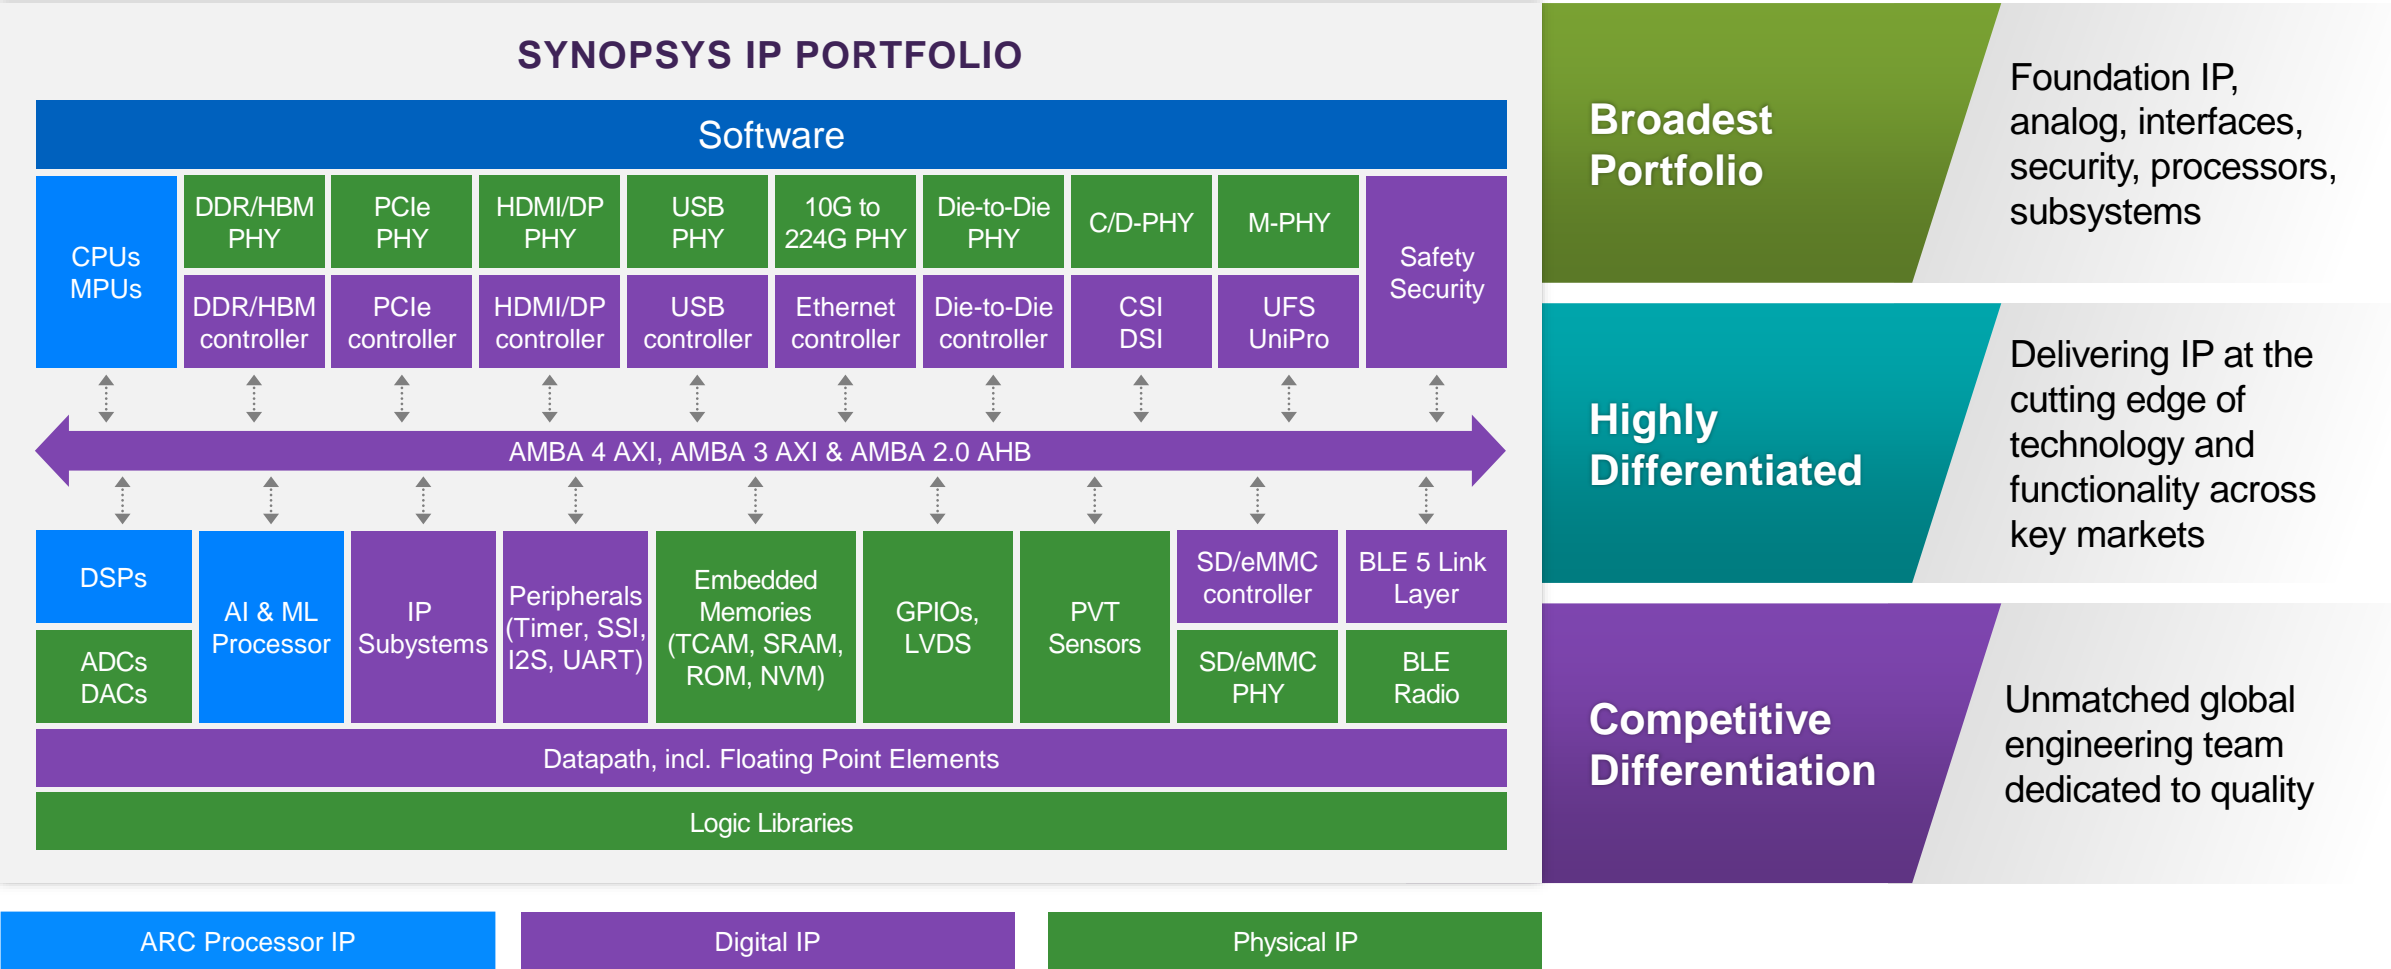 SYNOPSYS IP PORTFOLIO
Software
CPUs
MPUs
DDR/HBM
PHY
PCIe
PHY
HDMI/DP
PHY
USB
PHY
10G to
224G PHY
Die-to-Die
PHY
C/D-PHY
M-PHY
Safety
Security
DDR/HBM
controller
PCIe
controller
HDMI/DP
controller
USB
controller
Ethernet
controller
Die-to-Die
controller
CSI
DSI
UFS
UniPro
AMBA 4 AXI, AMBA 3 AXI & AMBA 2.0 AHB
DSPs
ADCs
DACs
AI & ML
Processor
IP
Subystems
Peripherals
(Timer, SSI,
I2S, UART)
Embedded
Memories
(TCAM, SRAM,
ROM, NVM)
GPIOs,
LVDS
PVT
Sensors
SD/eMMC
controller
SD/eMMC
PHY
BLE 5 Link
Layer
BLE
Radio
Datapath, incl. Floating Point Elements
Logic Libraries
ARC Processor IP
Digital IP
Physical IP
Broadest
Portfolio
Foundation IP,
analog, interfaces,
security, processors,
subsystems
Highly
Differentiated
Delivering IP at the
cutting edge of
technology and
functionality across
key markets
Competitive
Differentiation
Unmatched global
engineering team
dedicated to quality